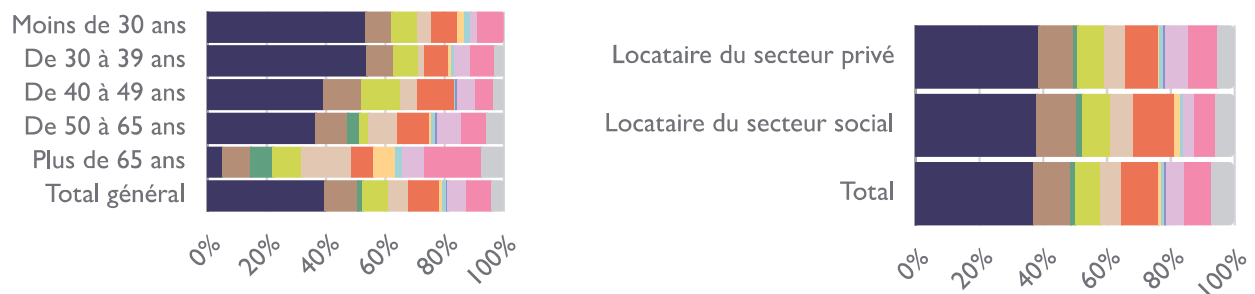 Moins de 30 ans
De 30 à 39 ans
De 40 à 49 ans
De 50 à 65 ans
Plus de 65 ans
Total général
0%
20%
40%
60%
80%
100%
Locataire du secteur privé
Locataire du secteur social
Total
0%
20%
40%
60%
80%
100%